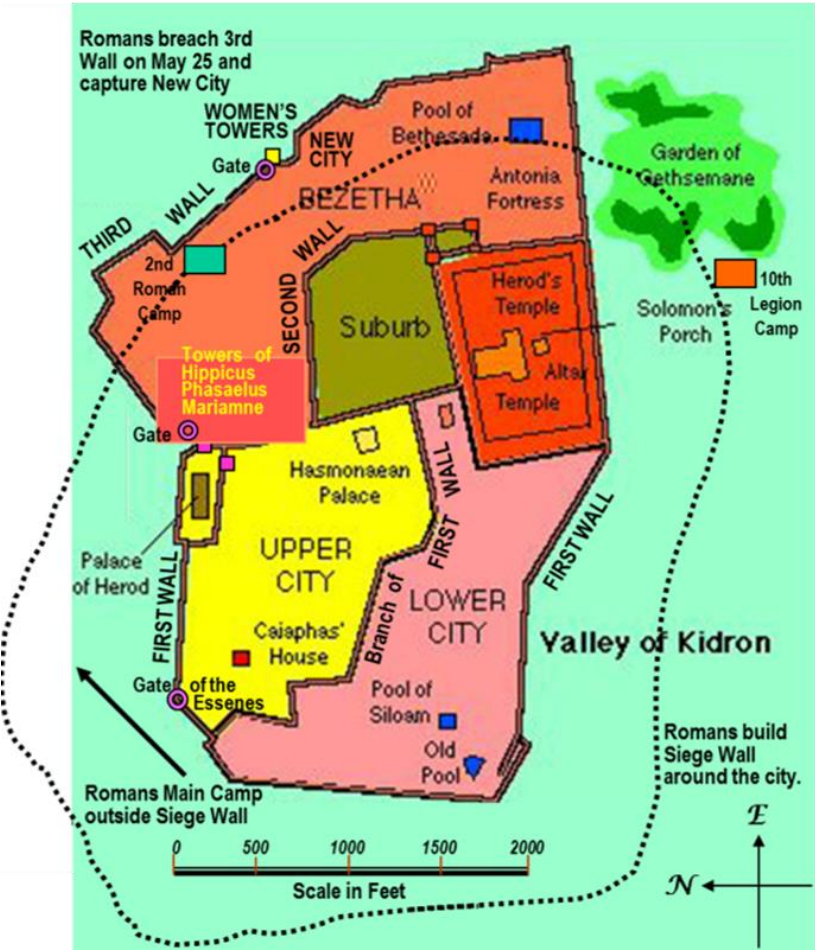 Romans breach 3rd
Wall on May 25 and
capture New City
WOMEN'S
TOWERS
Gate
NEW
CITY
Pool of
Bethesada
BEZETHA
Antonia
Fortress
Garden of
Gethsemane
THIRD WALL
2nd
Roman
Camp
SECOND WALL
Suburb
Herod's
Temple
Altar
Temple
Solomon's
Porch
10th
Legion
Camp
Towers of
Hippicus
Phasaelus
Mariamne
Gate
Hasmonaean
Palace
Palace
of Herod
FIRST WALL
UPPER
CITY
Branch of FIRST WALL
LOWER
CITY
FIRST WALL
Caiaphas'
House
Valley of Kidron
Gate of the
Essenes
Pool of
Siloam
Old
Pool
Romans Main Camp
outside Siege Wall
Romans build
Siege Wall
around the city.
0 500 1000 1500 2000
Scale in Feet
E
N